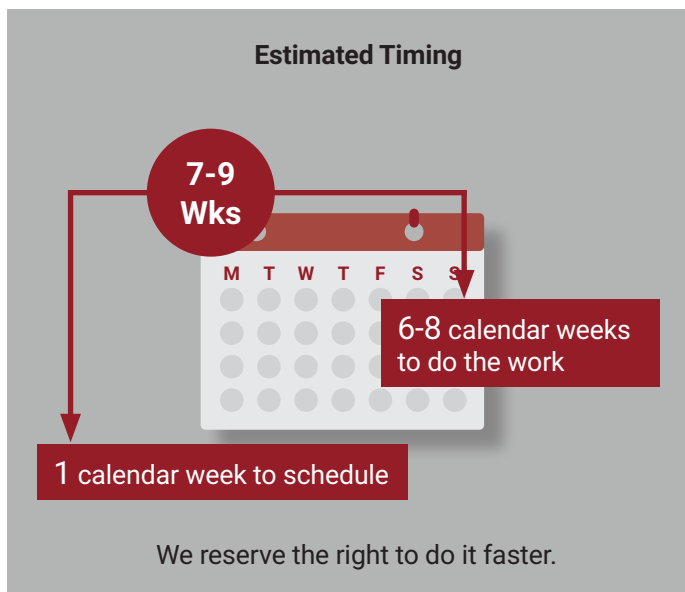 Estimated Timing
7-9
Wks
M T W T F S S
6-8 calendar weeks
to do the work
1 calendar week to schedule
We reserve the right to do it faster.